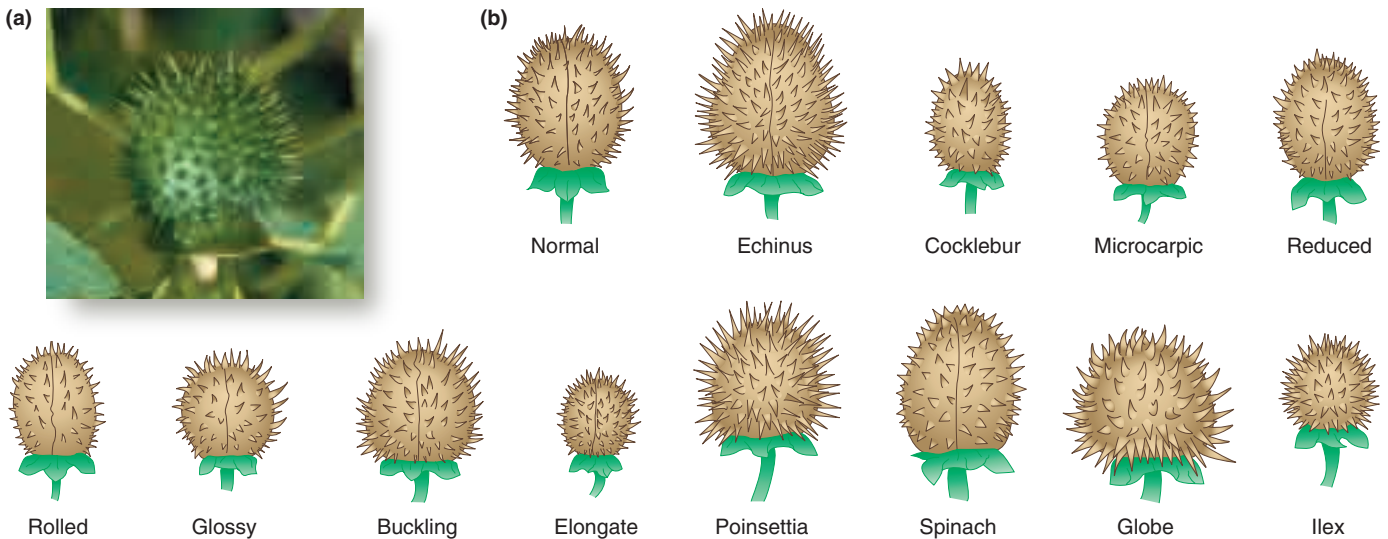 (a)
(b)
Normal Echinus Cocklebur Microcarpic Reduced
Rolled Glossy Buckling Elongate Poinsettia Spinach Globe Ilex